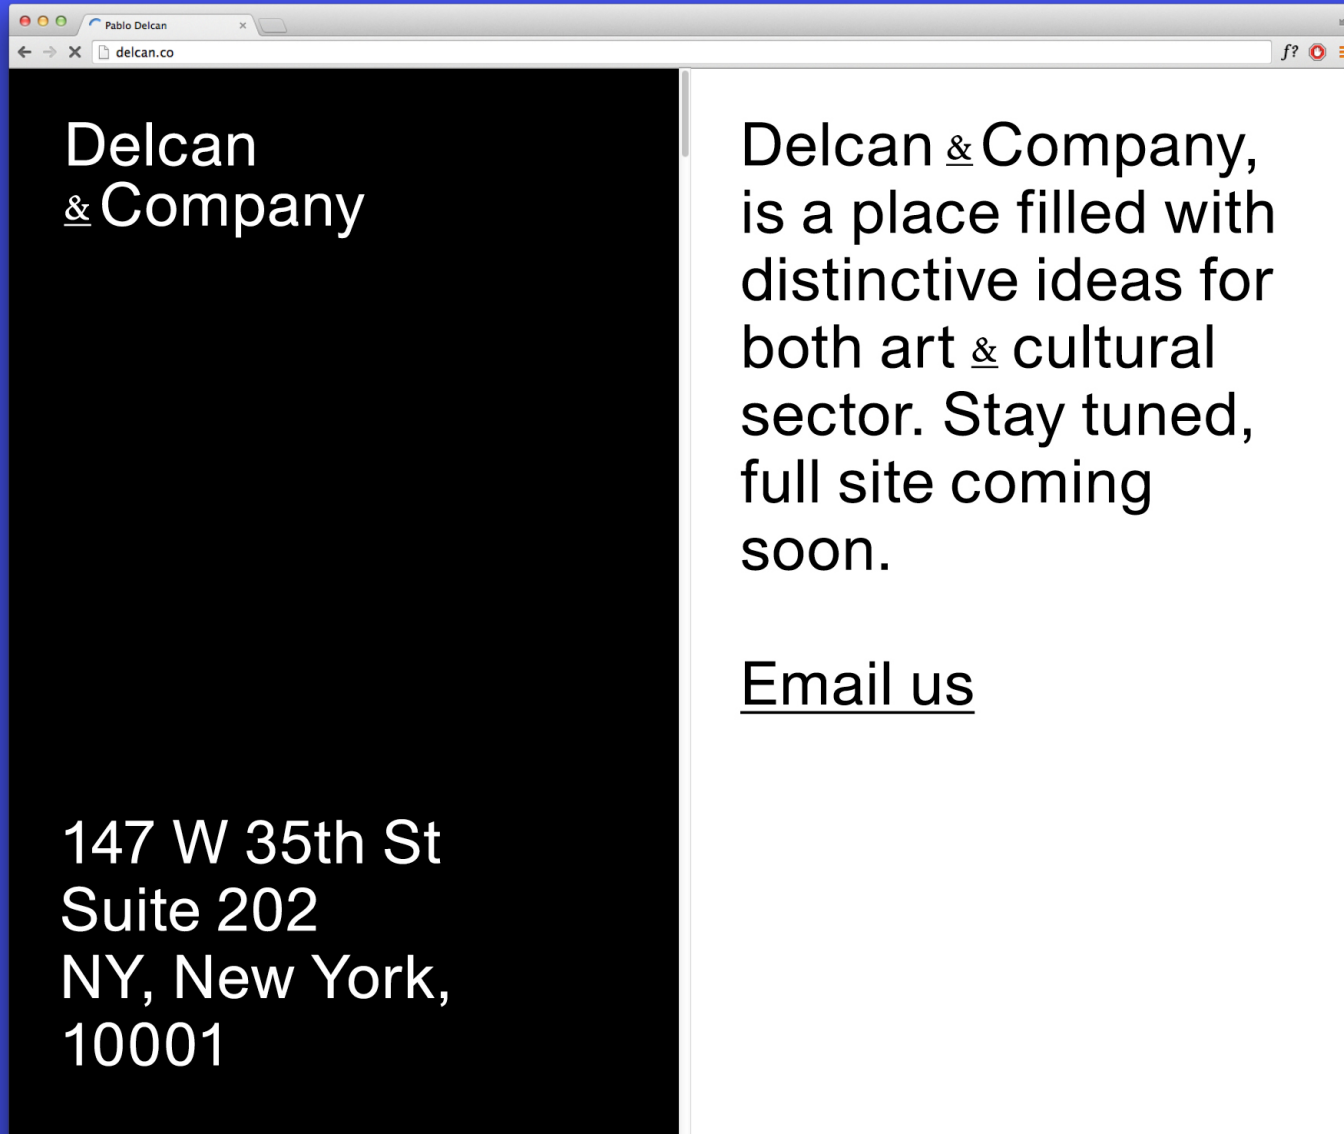 Pablo Delcan
delcan.co
f?
Delcan
& Company
147 W 35th St
Suite 202
NY, New York,
10001
Delcan & Company,
is a place filled with
distinctive ideas for
both art & cultural
sector. Stay tuned,
full site coming
soon.
Email us